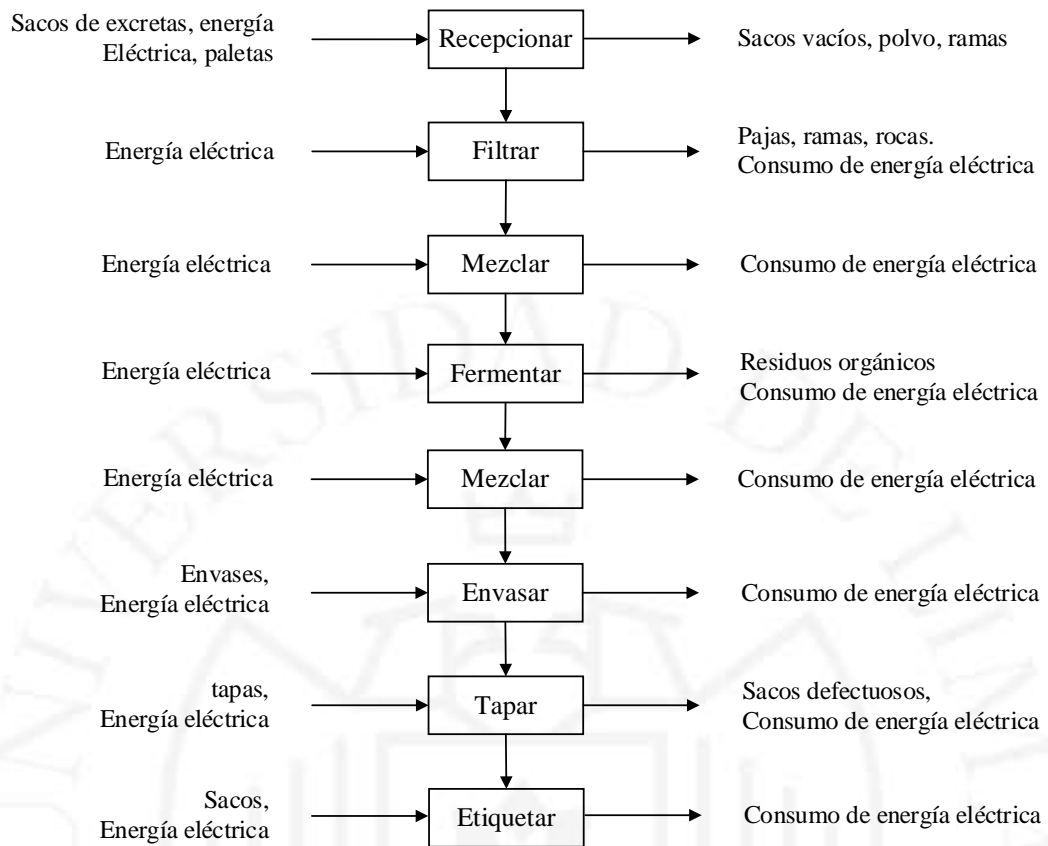 Sacos de excretas, energía
Eléctrica, paletas
Recepcionar
Sacos vacíos, polvo, ramas
Energía eléctrica
Filtrar
Pajas, ramas, rocas.
Consumo de energía eléctrica
Energía eléctrica
Mezclar
Consumo de energía eléctrica
Energía eléctrica
Fermentar
Residuos orgánicos
Consumo de energía eléctrica
Energía eléctrica
Mezclar
Consumo de energía eléctrica
Envases,
Energía eléctrica
Envasar
Consumo de energía eléctrica
tapas,
Energía eléctrica
Tapar
Sacos defectuosos,
Consumo de energía eléctrica
Sacos,
Energía eléctrica
Etiquetar
Consumo de energía eléctrica
UNIVERSIDAD DE LIMA